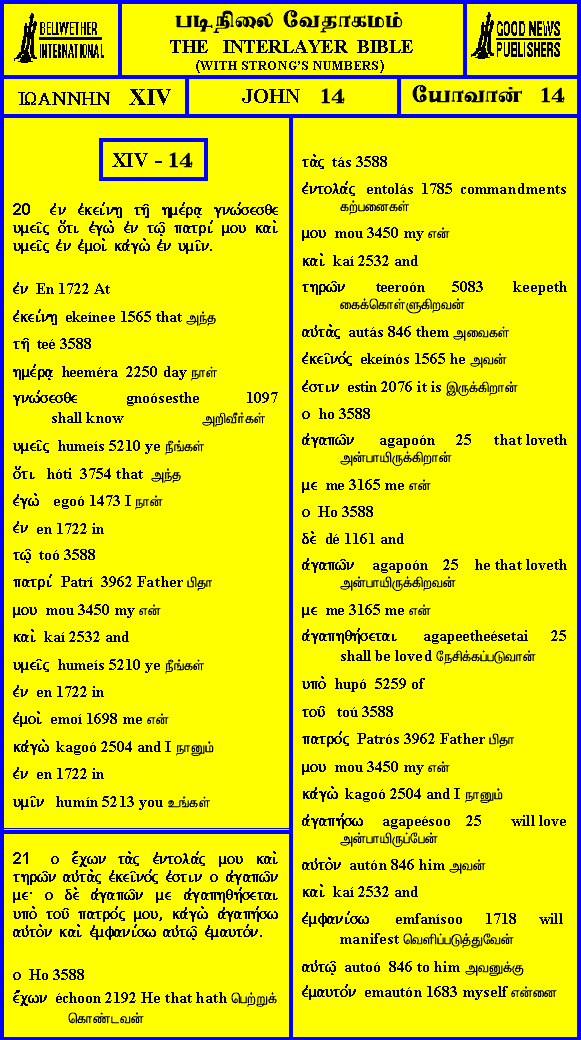 BELLWETHER
INTERNATIONAL
படிநிலை வேதாகமம்
THE INTERLAYER BIBLE
(WITH STRONG'S NUMBERS)
GOOD NEWS
PUBLISHERS
ΙΩΑΝΝΗΝ XIV
JOHN 14
யோவான் 14
XIV - 14
20 ἐν ἐκείνῃ τῇ ημέρᾳ γνώσεσθε
υμεῖς ὅτι ἐγὼ ἐν τῷ πατρί μου καὶ
υμεῖς ἐν ἐμοὶ κἀγὼ ἐν υμῖν.
ἐν En 1722 At
ἐκείνῃ ekeínee 1565 that அந்த
τῇ teé 3588
ημέρᾳ heeméra 2250 day நாள்
γνώσεσθε gnoósesthe 1097
shall know அறிவீர்கள்
υμεῖς humeís 5210 ye நீங்கள்
ὅτι hóti 3754 that அந்த
ἐγὼ egoó 1473 I நான்
ἐν en 1722 in
τῷ toó 3588
πατρί Patrí 3962 Father பிதா
μου mou 3450 my என்
καὶ kaí 2532 and
υμεῖς humeís 5210 ye நீங்கள்
ἐν en 1722 in
ἐμοὶ emoí 1698 me என்
κἀγὼ kagoó 2504 and I நானும்
ἐν en 1722 in
υμῖν humín 5213 you உங்கள்
21 ο ἔχων τὰς ἐντολάς μου καὶ
τηρῶν αὐτὰς ἐκεῖνός ἐστιν ο ἀγαπῶν
με· ο δὲ ἀγαπῶν με ἀγαπηθήσεται
υπὸ τοῦ πατρός μου, κἀγὼ ἀγαπήσω
αὐτὸν καὶ ἐμφανίσω αὐτῷ ἐμαυτόν.
ο Ho 3588
ἔχων échoon 2192 He that hath பெற்றுக்
கொண்டவன்
τὰς tás 3588
ἐντολάς entolás 1785 commandments
கற்பனைகள்
μου mou 3450 my என்
καὶ kaí 2532 and
τηρῶν teeroón 5083 keepeth
கைக்கொள்ளுகிறவன்
αὐτὰς autás 846 them அவைகள்
ἐκεῖνός ekeínós 1565 he அவன்
ἐστιν estin 2076 it is இருக்கிறான்
ο ho 3588
ἀγαπῶν agapoón 25 that loveth
அன்பாயிருக்கிறான்
με me 3165 me என்
ο Ho 3588
δὲ dé 1161 and
ἀγαπῶν agapoón 25 he that loveth
அன்பாயிருக்கிறவன்
με me 3165 me என்
ἀγαπηθήσεται agapeetheésetai 25
shall be loved நேசிக்கப்படுவான்
υπὸ hupó 5259 of
τοῦ toú 3588
πατρός Patrós 3962 Father பிதா
μου mou 3450 my என்
κἀγὼ kagoó 2504 and I நானும்
ἀγαπήσω agapeésoo 25 will love
அன்பாயிருப்பேன்
αὐτὸν autón 846 him அவன்
καὶ kaí 2532 and
ἐμφανίσω emfanísoo 1718 will
manifest வெளிப்படுத்துவேன்
αὐτῷ autoó 846 to him அவனுக்கு
ἐμαυτόν emautón 1683 myself என்னை